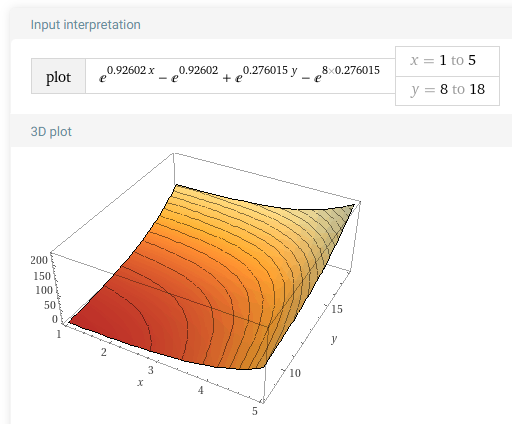 Input interpretation
plot e^0.92602 x − e^0.92602 + e^0.276015 y − e^8×0.276015 x = 1 to 5
y = 8 to 18
3D plot
200
150
100
50
0
1
2
3
4
5
x
10
15
y